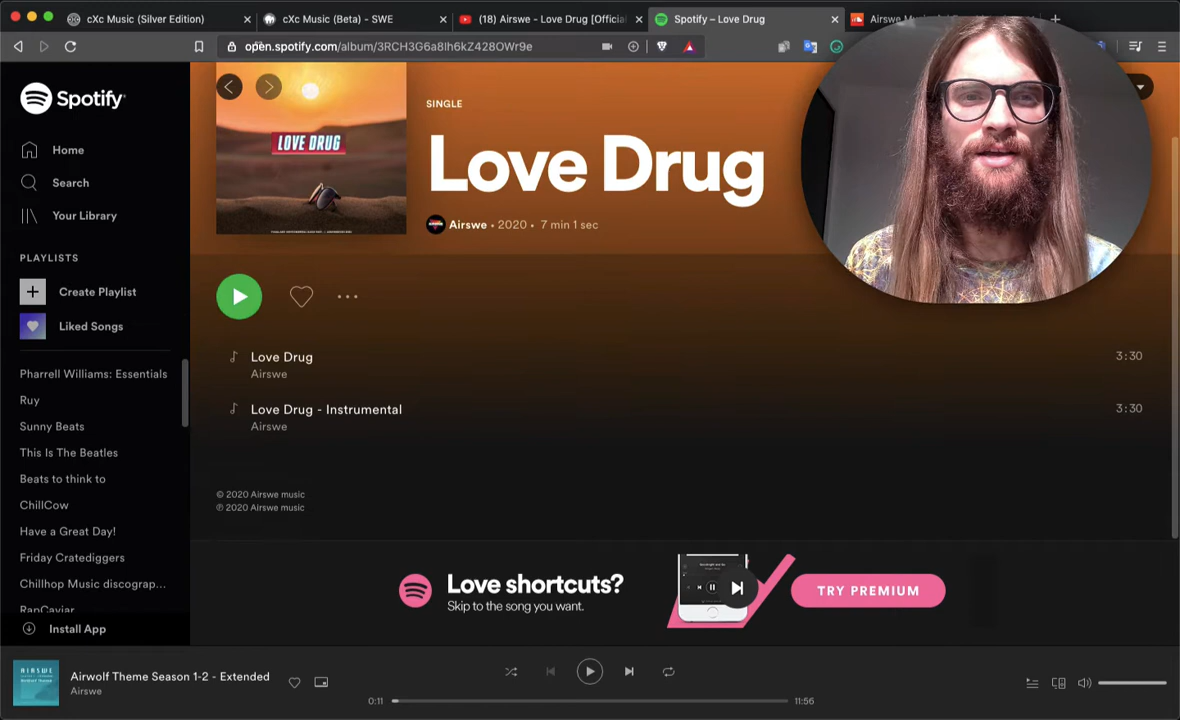 cXc Music (Silver Edition)
cXc Music (Beta) - SWE
(18) Airswe - Love Drug [Official
Spotify – Love Drug
Airswe
open.spotify.com/album/3RCH3G6a8lh6kZ428OWr9e
Spotify
Home
Search
Your Library
PLAYLISTS
Create Playlist
Liked Songs
Pharrell Williams: Essentials
Ruy
Sunny Beats
This Is The Beatles
Beats to think to
ChillCow
Have a Great Day!
Friday Cratediggers
Chillhop Music discograp...
RapCaviar
Install App
LOVE DRUG
SINGLE
Love Drug
Airswe • 2020 • 7 min 1 sec
Love Drug
Airswe
3:30
Love Drug - Instrumental
Airswe
3:30
© 2020 Airswe music
℗ 2020 Airswe music
Love shortcuts?
Skip to the song you want.
TRY PREMIUM
AIRSWE
Airwolf Theme Season 1-2 - Extended
Airswe
0:11
11:56